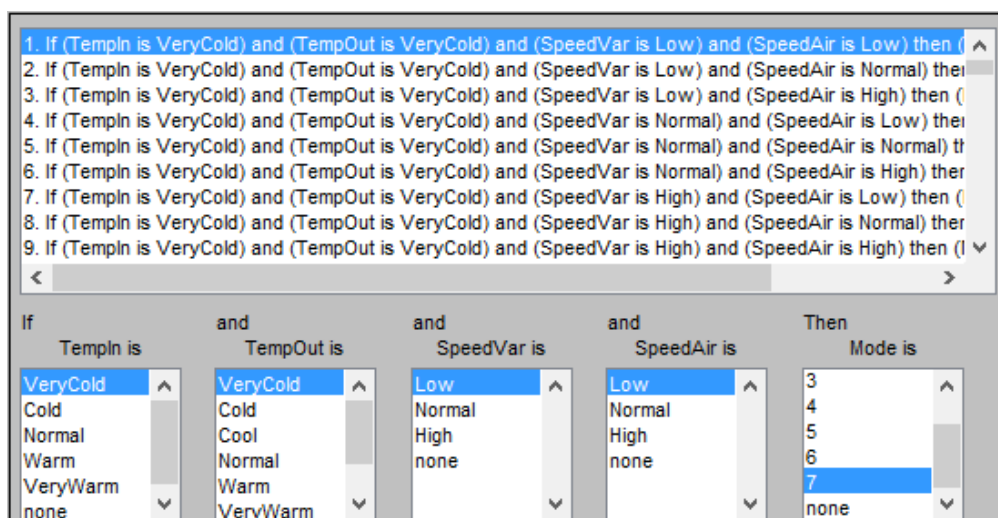 1. If (TempIn is VeryCold) and (TempOut is VeryCold) and (SpeedVar is Low) and (SpeedAir is Low) then (
2. If (TempIn is VeryCold) and (TempOut is VeryCold) and (SpeedVar is Low) and (SpeedAir is Normal) then
3. If (TempIn is VeryCold) and (TempOut is VeryCold) and (SpeedVar is Low) and (SpeedAir is High) then (
4. If (TempIn is VeryCold) and (TempOut is VeryCold) and (SpeedVar is Normal) and (SpeedAir is Low) then
5. If (TempIn is VeryCold) and (TempOut is VeryCold) and (SpeedVar is Normal) and (SpeedAir is Normal) th
6. If (TempIn is VeryCold) and (TempOut is VeryCold) and (SpeedVar is Normal) and (SpeedAir is High) then
7. If (TempIn is VeryCold) and (TempOut is VeryCold) and (SpeedVar is High) and (SpeedAir is Low) then (
8. If (TempIn is VeryCold) and (TempOut is VeryCold) and (SpeedVar is High) and (SpeedAir is Normal) then
9. If (TempIn is VeryCold) and (TempOut is VeryCold) and (SpeedVar is High) and (SpeedAir is High) then (
If
TempIn is
VeryCold
Cold
Normal
Warm
VeryWarm
none
and
TempOut is
VeryCold
Cold
Cool
Normal
Warm
VeryWarm
and
SpeedVar is
Low
Normal
High
none
and
SpeedAir is
Low
Normal
High
none
Then
Mode is
3
4
5
6
7
none